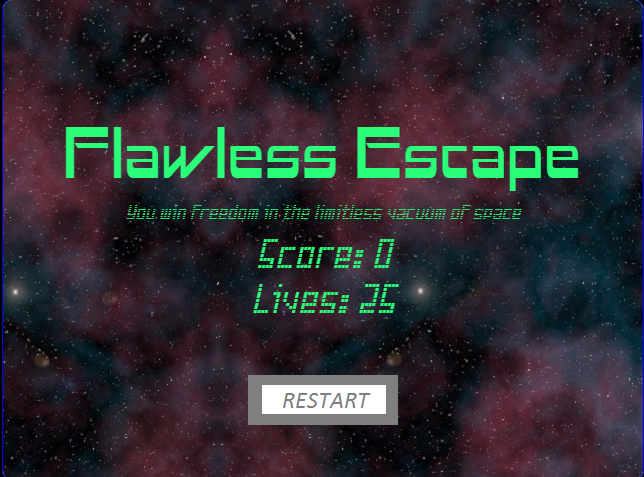 Flawless Escape
You win freedom in the limitless vacuum of space
Score: 0
Lives: 25
RESTART